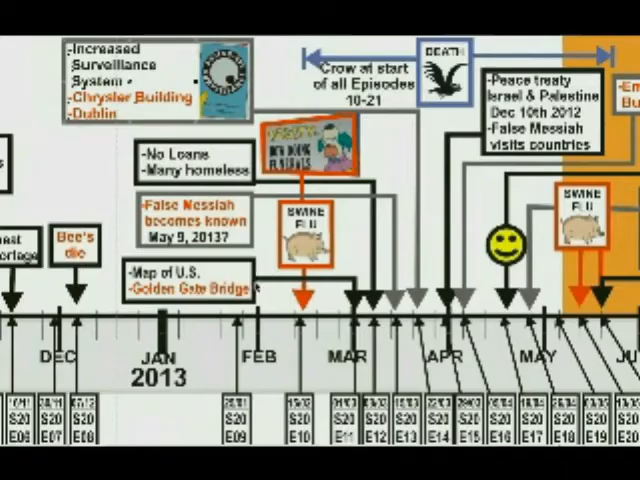 -Increased
Surveillance
System
-Chrysler Building
-Dublin
Crow at start
of all Episodes
10-21
DEATH
-Peace treaty
Israel & Palestine
Dec 10th 2012
-False Messiah
visits countries
-No Loans
-Many homeless
-False Messiah
becomes known
May 9, 2013?
SWINE
FLU
SWINE
FLU
Bee's
die
-Map of U.S.
-Golden Gate Bridge
DEC
JAN
2013
FEB
MAR
APR
MAY
S20
E06
S20
E07
S20
E08
S20
E09
S20
E10
S20
E11
S20
E12
S20
E13
S20
E14
S20
E15
S20
E16
S20
E17
S20
E18
S20
E19
S20